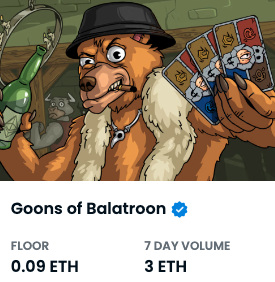 Goons of Balatroon
FLOOR
7 DAY VOLUME
0.09 ETH
3 ETH